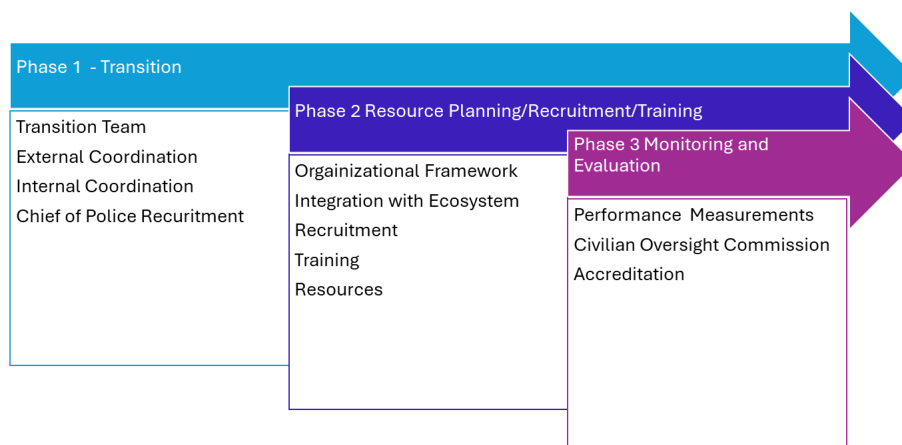 Phase 1  - Transition
Transition Team
External Coordination
Internal Coordination
Chief of Police Recuritment
Phase 2 Resource Planning/Recruitment/Training
Orgainizational Framework
Integration with Ecosystem
Recruitment
Training
Resources
Phase 3 Monitoring and
Evaluation
Performance  Measurements
Civilian Oversight Commission
Accreditation